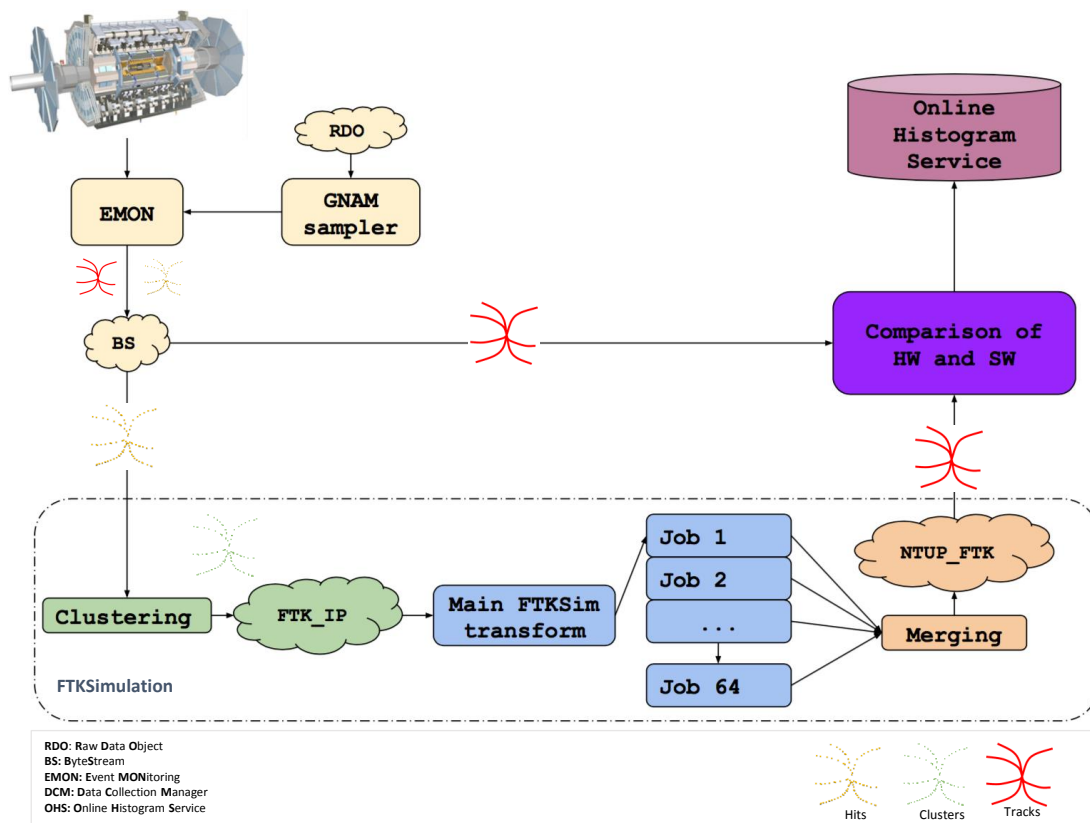 RDO
Online
Histogram
Service
EMON
GNAM
sampler
BS
Comparison of
HW and SW
Job 1
NTUP_FTK
Job 2
Clustering
FTK_IP
Main FTKSim
transform
...
Merging
Job 64
FTKSimulation
RDO: Raw Data Object
BS: ByteStream
EMON: Event MONitoring
DCM: Data Collection Manager
OHS: Online Histogram Service
Hits
Clusters
Tracks